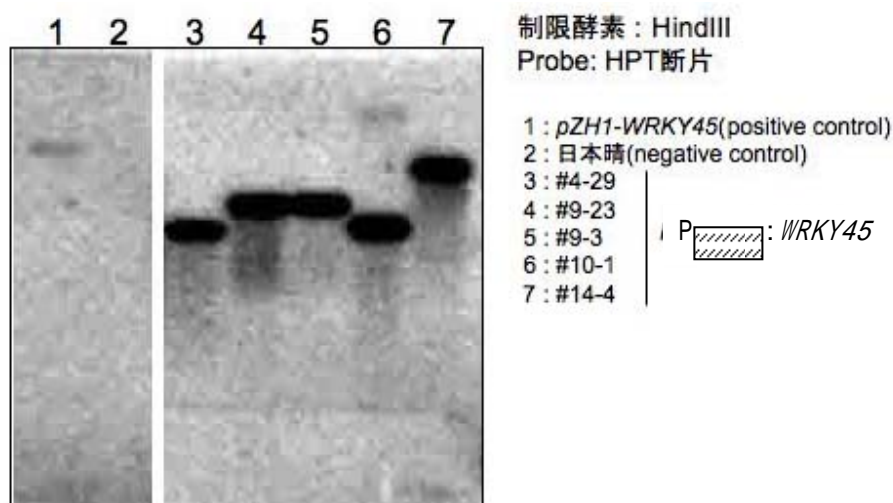 1 2 3 4 5 6 7
制限酵素 : HindIII
Probe: HPT断片
1 : pZH1-WRKY45(positive control)
2 : 日本晴(negative control)
3 : #4-29
4 : #9-23
5 : #9-3
6 : #10-1
7 : #14-4
P : WRKY45